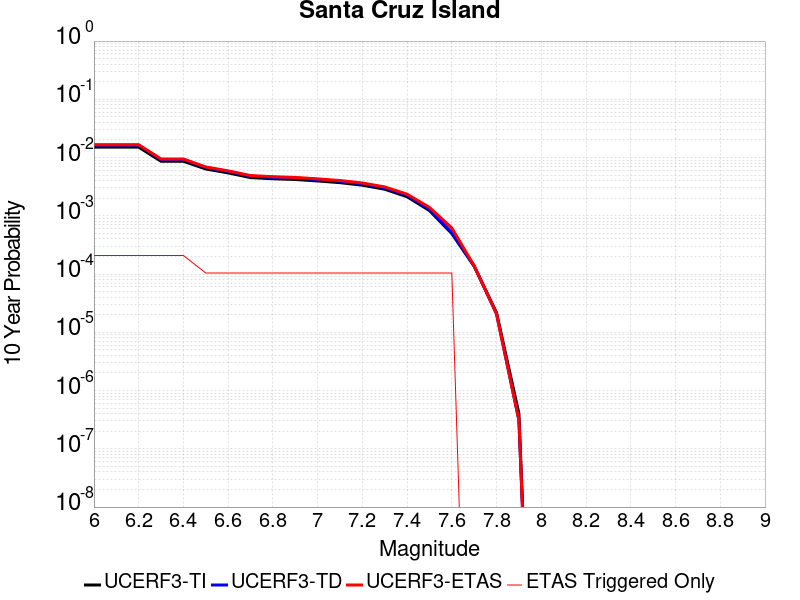 Santa Cruz Island
10^0
10^-1
10^-2
10^-3
10^-4
10^-5
10^-6
10^-7
10^-8
10 Year Probability
6 6.2 6.4 6.6 6.8 7 7.2 7.4 7.6 7.8 8 8.2 8.4 8.6 8.8 9
Magnitude
UCERF3-TI UCERF3-TD UCERF3-ETAS ETAS Triggered Only